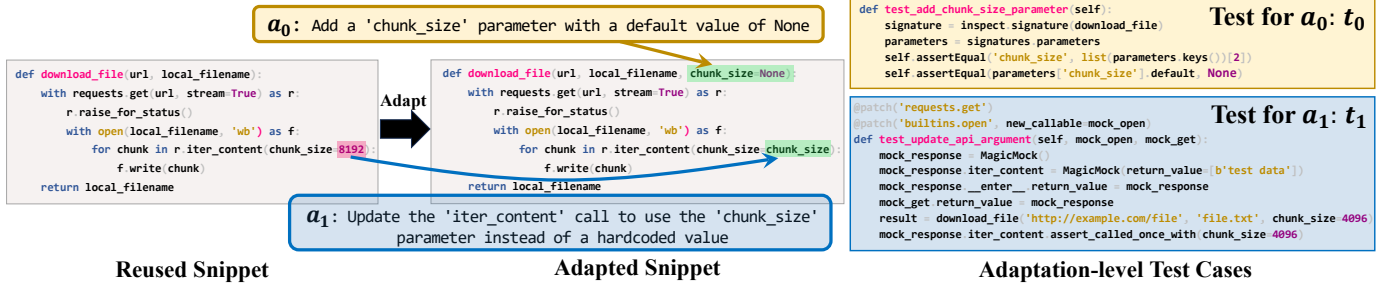 a0: Add a 'chunk_size' parameter with a default value of None
def download_file(url, local_filename):
with requests.get(url, stream=True) as r:
r.raise_for_status()
with open(local_filename, 'wb') as f:
for chunk in r.iter_content(chunk_size=8192):
f.write(chunk)
return local_filename
Adapt
def download_file(url, local_filename, chunk_size=None):
with requests.get(url, stream=True) as r:
r.raise_for_status()
with open(local_filename, 'wb') as f:
for chunk in r.iter_content(chunk_size=chunk_size):
f.write(chunk)
return local_filename
a1: Update the 'iter_content' call to use the 'chunk_size'
parameter instead of a hardcoded value
Reused Snippet
Adapted Snippet
def test_add_chunk_size_parameter(self):
signature = inspect.signature(download_file)
parameters = signatures.parameters
self.assertEqual('chunk_size', list(parameters.keys())[2])
self.assertEqual(parameters['chunk_size'].default, None)
Test for a0: t0
@patch('requests.get')
@patch('builtins.open', new_callable=mock_open)
def test_update_api_argument(self, mock_open, mock_get):
mock_response = MagicMock()
mock_response.iter_content = MagicMock(return_value=[b'test data'])
mock_response.__enter__.return_value = mock_response
mock_get.return_value = mock_response
result = download_file('http://example.com/file', 'file.txt', chunk_size=4096)
mock_response.iter_content.assert_called_once_with(chunk_size=4096)
Test for a1: t1
Adaptation-level Test Cases